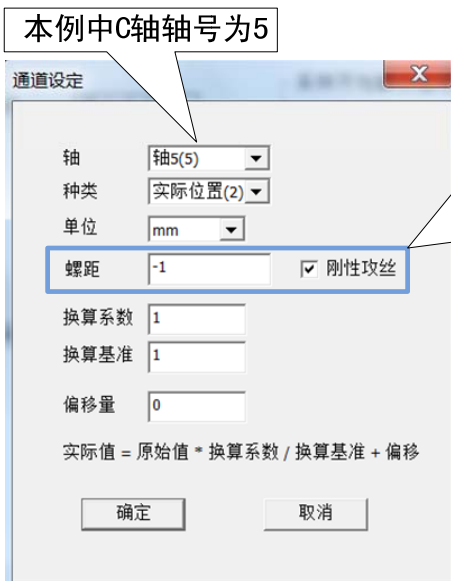 本例中C轴轴号为5
通道设定
轴 轴5(5)
种类 实际位置(2)
单位 mm
螺距 -1 刚性攻丝
换算系数 1
换算基准 1
偏移量 0
实际值 = 原始值 * 换算系数 / 换算基准 + 偏移
确定 取消